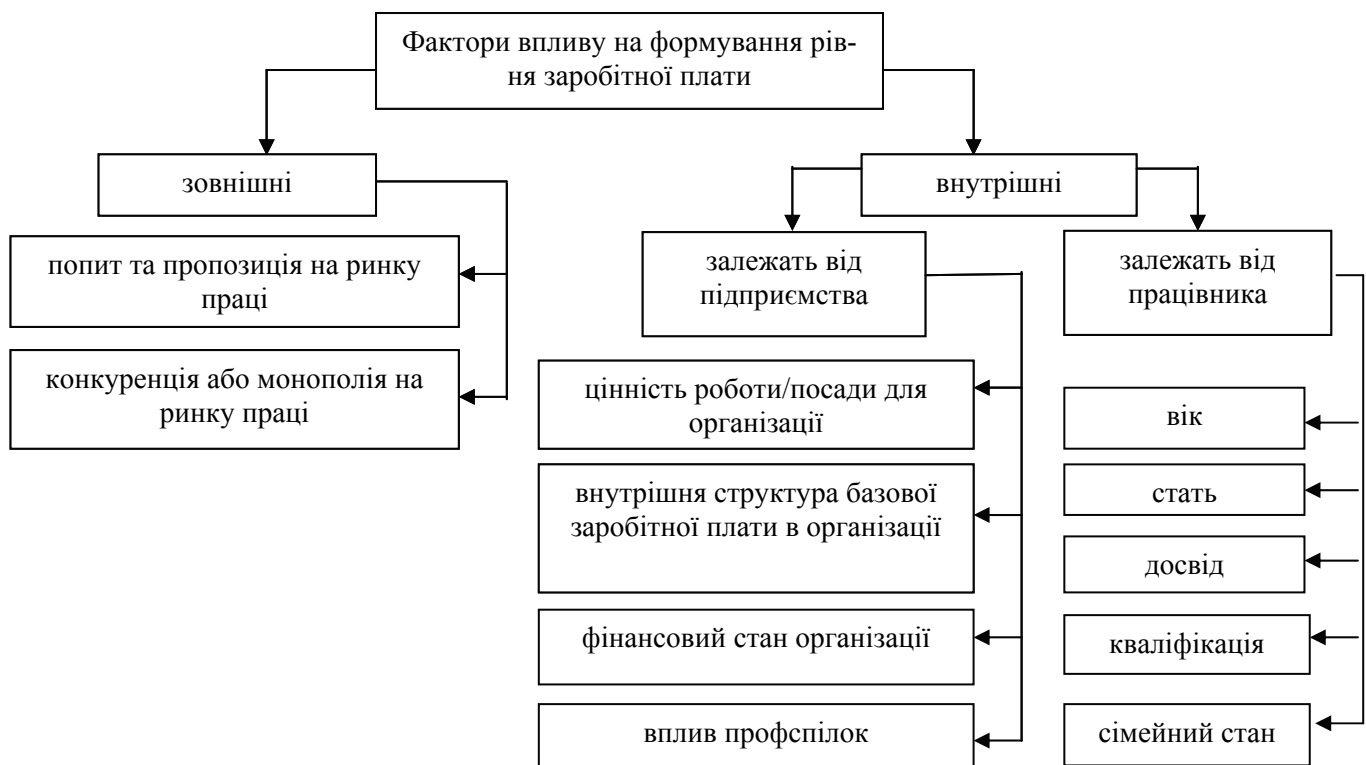 Фактори впливу на формування рів-
ня заробітної плати
зовнішні
внутрішні
попит та пропозиція на ринку
праці
конкуренція або монополія на
ринку праці
залежать від
підприємства
цінність роботи/посади для
організації
внутрішня структура базової
заробітної плати в організації
фінансовий стан організації
вплив профспілок
залежать від
працівника
вік
стать
досвід
кваліфікація
сімейний стан